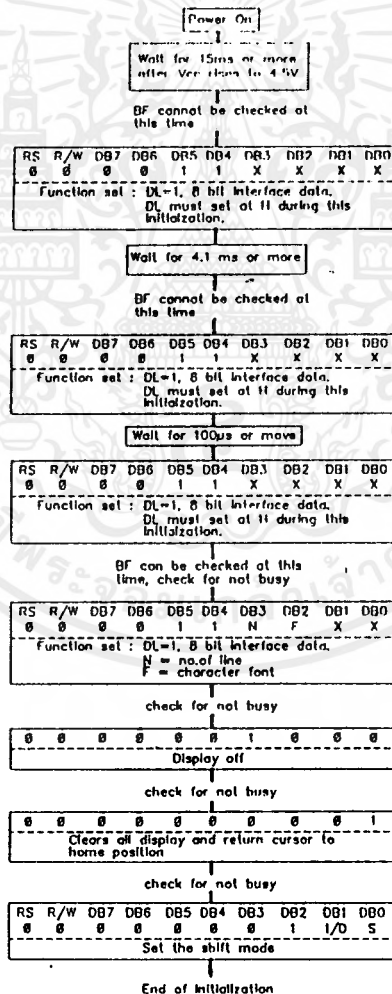 Power On
Wait for 15ms or more
after Vcc rises to 4.5V
BF cannot be checked at
this time
RS R/W DB7 DB6 DB5 DB4 DB3 DB2 DB1 DB0
0 0 0 0 1 1 X X X X
Function set : DL=1, 8 bit interface data.
DL must set at H during this
Initialization.
Wait for 4.1 ms or more
BF cannot be checked at
this time
RS R/W DB7 DB6 DB5 DB4 DB3 DB2 DB1 DB0
0 0 0 0 1 1 X X X X
Function set : DL=1, 8 bit interface data.
DL must set at H during this
Initialization.
Wait for 100µs or move
RS R/W DB7 DB6 DB5 DB4 DB3 DB2 DB1 DB0
0 0 0 0 1 1 X X X X
Function set : DL=1, 8 bit interface data.
DL must set at H during this
Initialization.
BF can be checked at this
time, check for not busy
RS R/W DB7 DB6 DB5 DB4 DB3 DB2 DB1 DB0
0 0 0 0 1 1 N F X X
Function set : DL=1, 8 bit interface data.
N = no.of line
F = character font
check for not busy
0 0 0 0 0 0 1 0 0 0
Display off
check for not busy
0 0 0 0 0 0 0 0 0 1
Clears all display and return cursor to
home position
check for not busy
RS R/W DB7 DB6 DB5 DB4 DB3 DB2 DB1 DB0
0 0 0 0 0 0 0 1 I/D S
Set the shift mode
End of Initialization